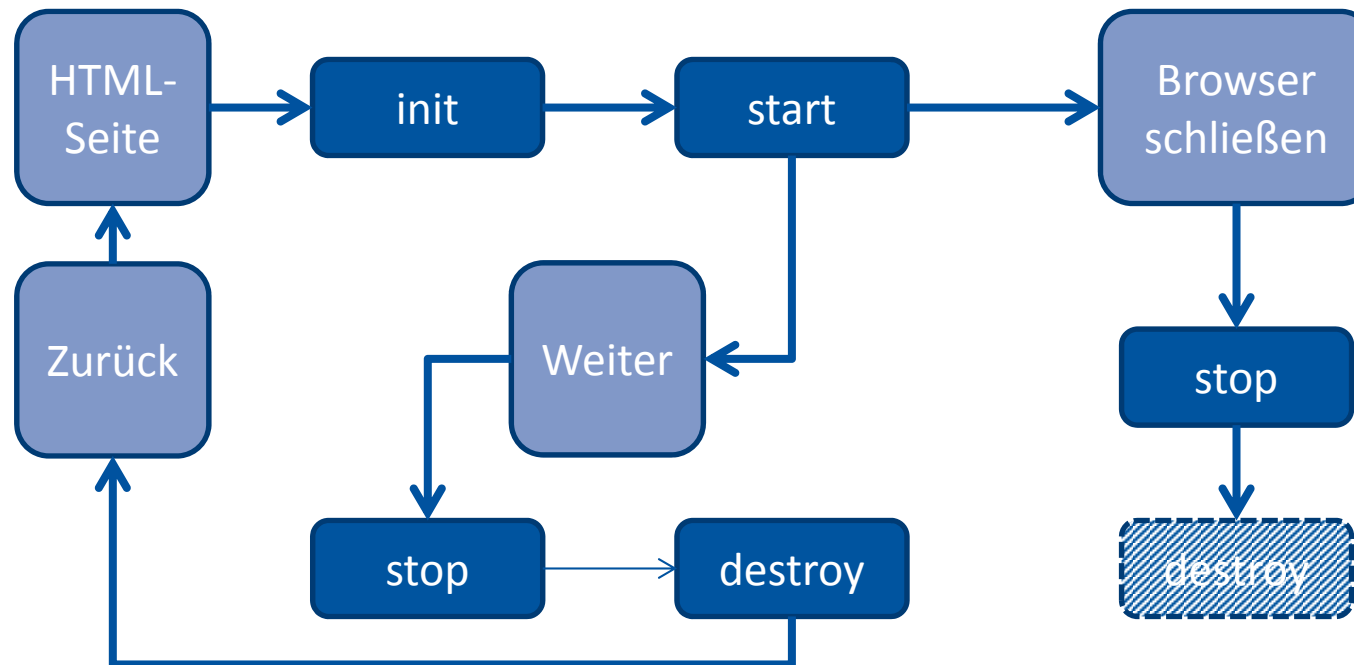 HTML-
Seite
init
start
Browser
schließen
Zurück
Weiter
stop
stop
destroy
destroy